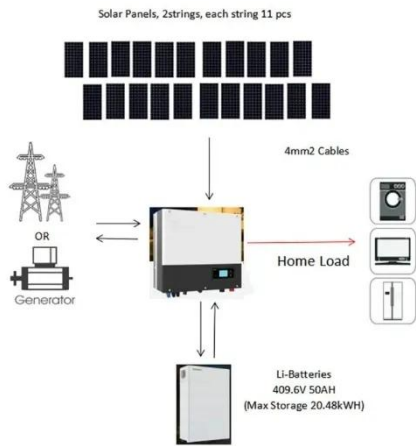 Solar Panels, 2strings, each string 11 pcs
4mm2 Cables
OR
Generator
Home Load
Li-Batteries
409.6V 50AH
(Max Storage 20.48kWH)